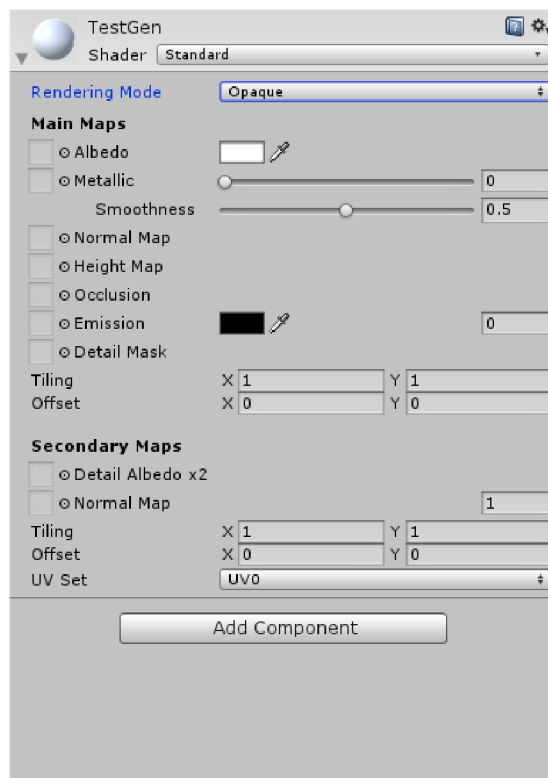 TestGen
Shader Standard
Rendering Mode Opaque
Main Maps
Albedo
Metallic 0
Smoothness 0.5
Normal Map
Height Map
Occlusion
Emission 0
Detail Mask
Tiling X 1 Y 1
Offset X 0 Y 0
Secondary Maps
Detail Albedo x2
Normal Map 1
Tiling X 1 Y 1
Offset X 0 Y 0
UV Set UV0
Add Component